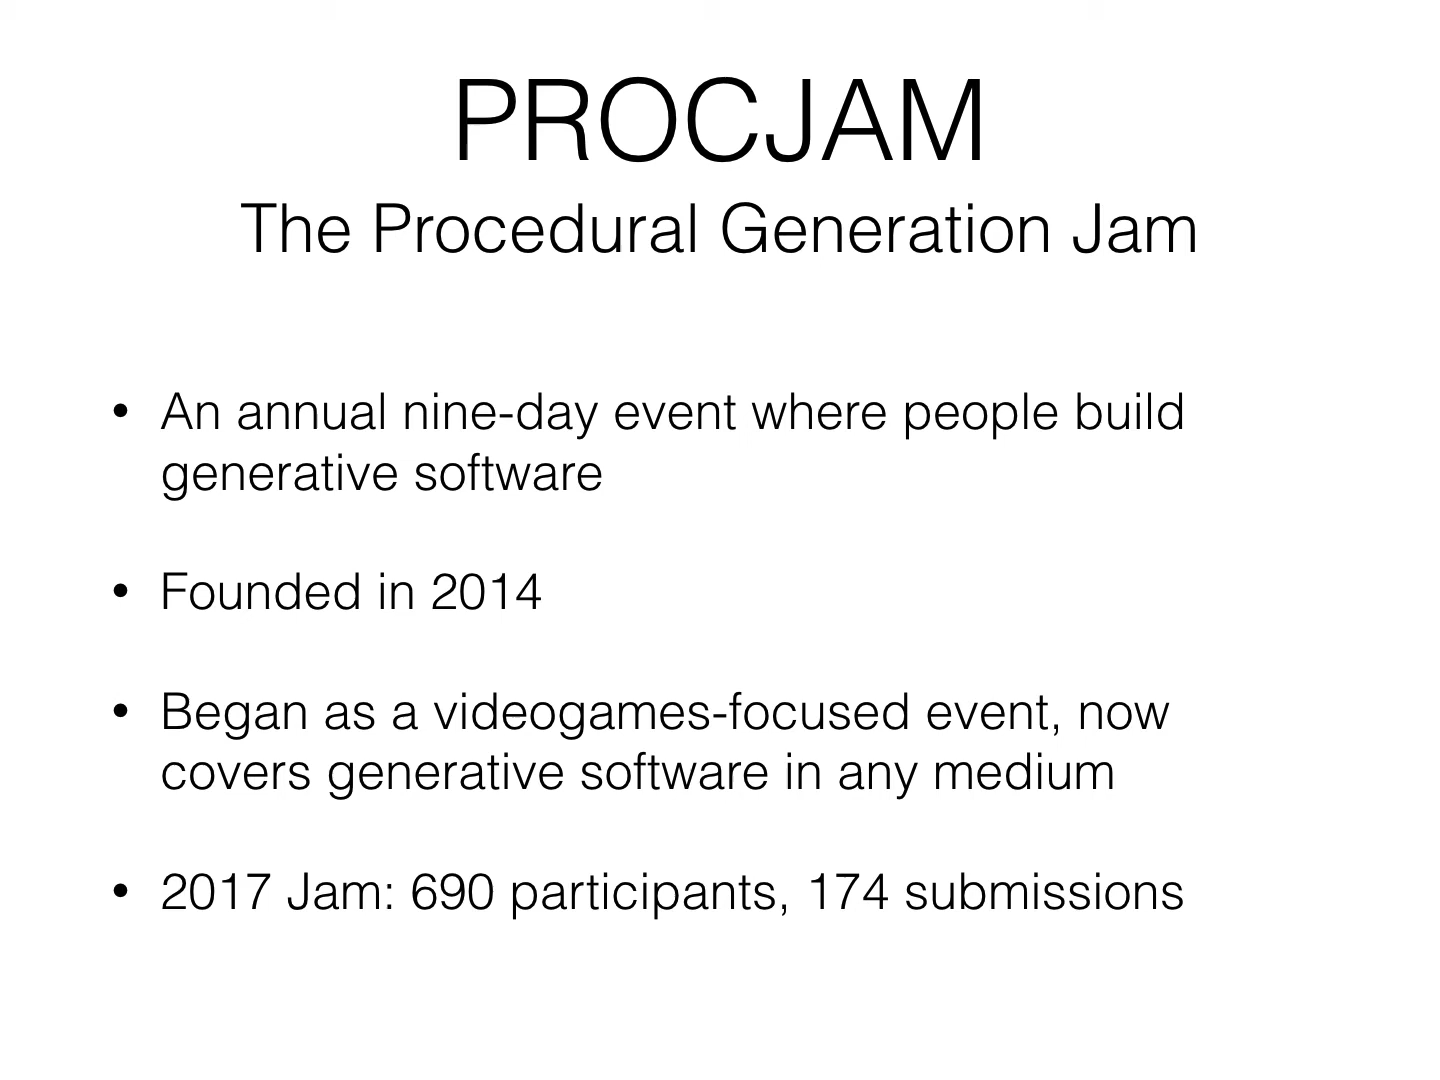 PROCJAM
The Procedural Generation Jam
• An annual nine-day event where people build
generative software
• Founded in 2014
• Began as a videogames-focused event, now
covers generative software in any medium
• 2017 Jam: 690 participants, 174 submissions